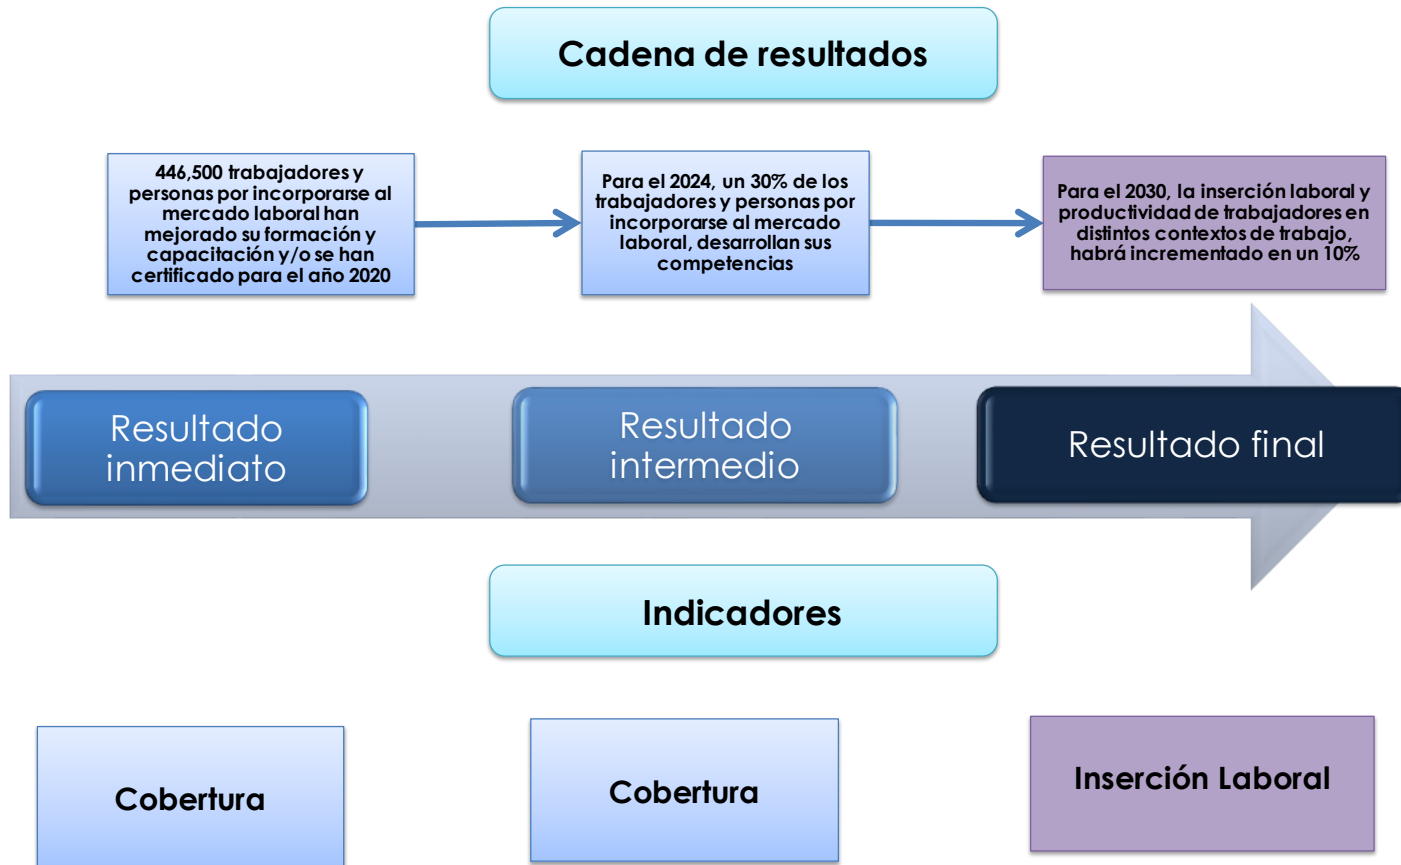 Cadena de resultados
446,500 trabajadores y
personas por incorporarse al
mercado laboral han
mejorado su formación y
capacitación y/o se han
certificado para el año 2020
Para el 2024, un 30% de los
trabajadores y personas por
incorporarse al mercado
laboral, desarrollan sus
competencias
Para el 2030, la inserción laboral y
productividad de trabajadores en
distintos contextos de trabajo,
habrá incrementado en un 10%
Resultado
inmediato
Resultado
intermedio
Resultado final
Indicadores
Cobertura
Cobertura
Inserción Laboral